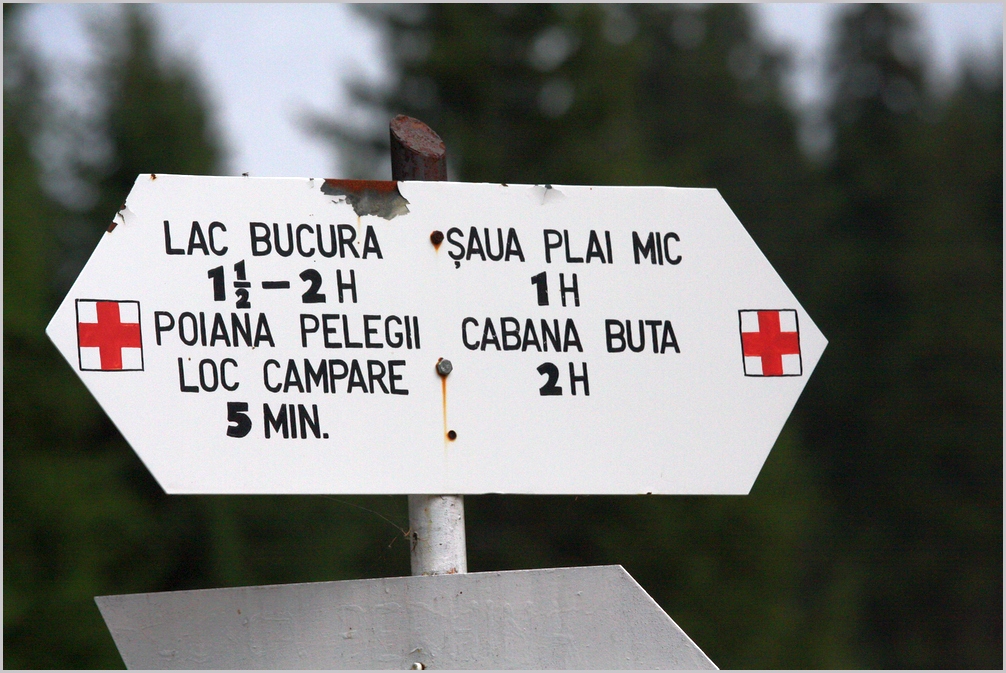 LAC BUCURA
1½ – 2 H
POIANA PELEGII
LOC CAMPARE
5 MIN.
ȘAUA PLAI MIC
1 H
CABANA BUTA
2 H